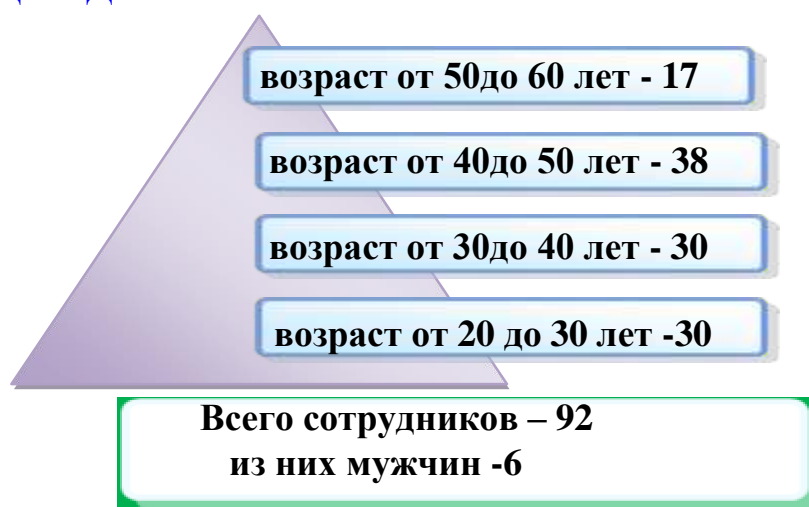 возраст от 50до 60 лет - 17
возраст от 40до 50 лет - 38
возраст от 30до 40 лет - 30
возраст от 20 до 30 лет -30
Всего сотрудников – 92
из них мужчин -6